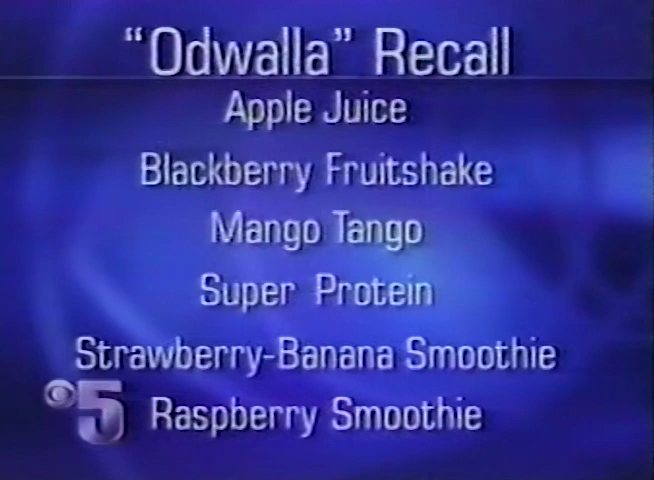 "Odwalla" Recall
Apple Juice
Blackberry Fruitshake
Mango Tango
Super Protein
Strawberry-Banana Smoothie
Raspberry Smoothie
5